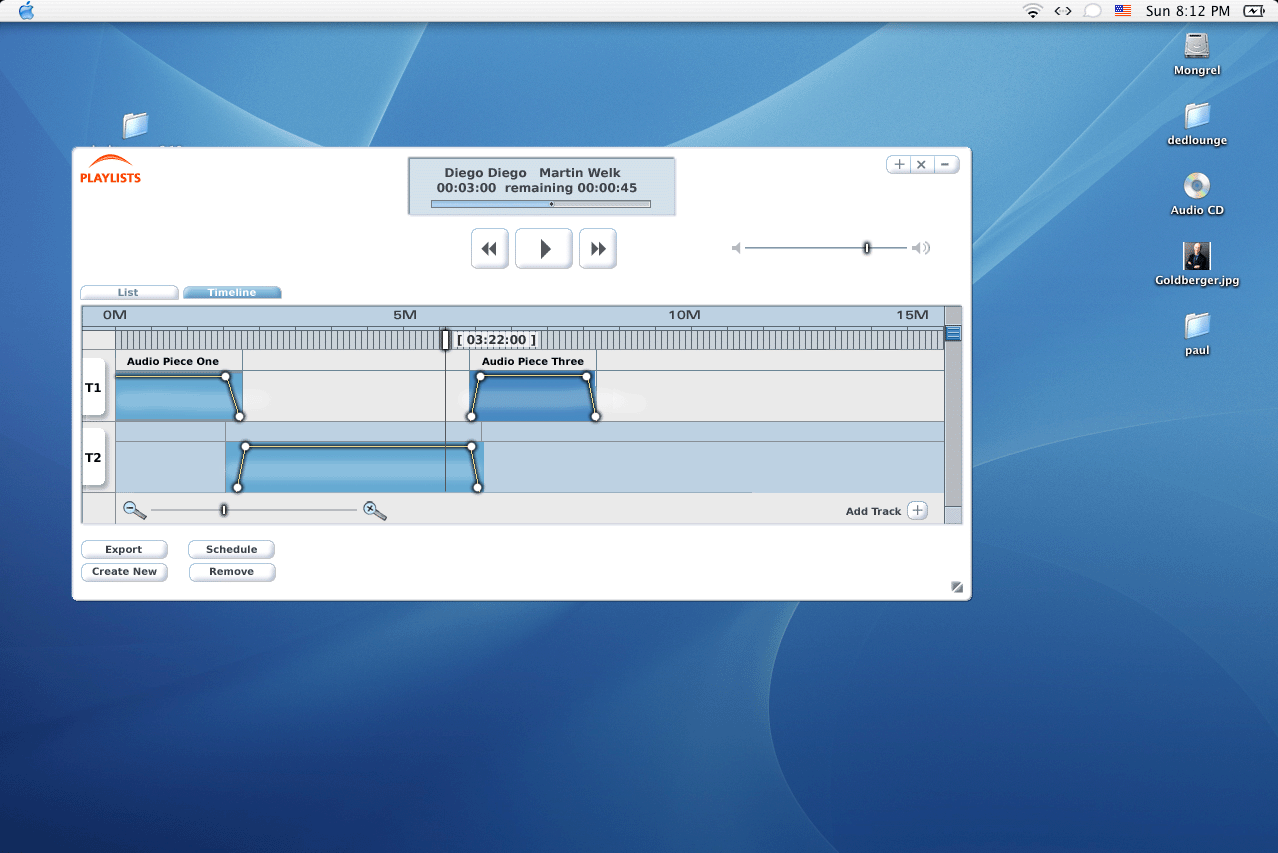 Sun 8:12 PM
Mongrel
dedlounge
Audio CD
Goldberger.jpg
paul
PLAYLISTS
Diego Diego Martin Welk
00:03:00 remaining 00:00:45
List Timeline
0M 5M 10M 15M
[ 03:22:00 ]
Audio Piece One Audio Piece Three
T1
T2
Add Track
Export Schedule
Create New Remove